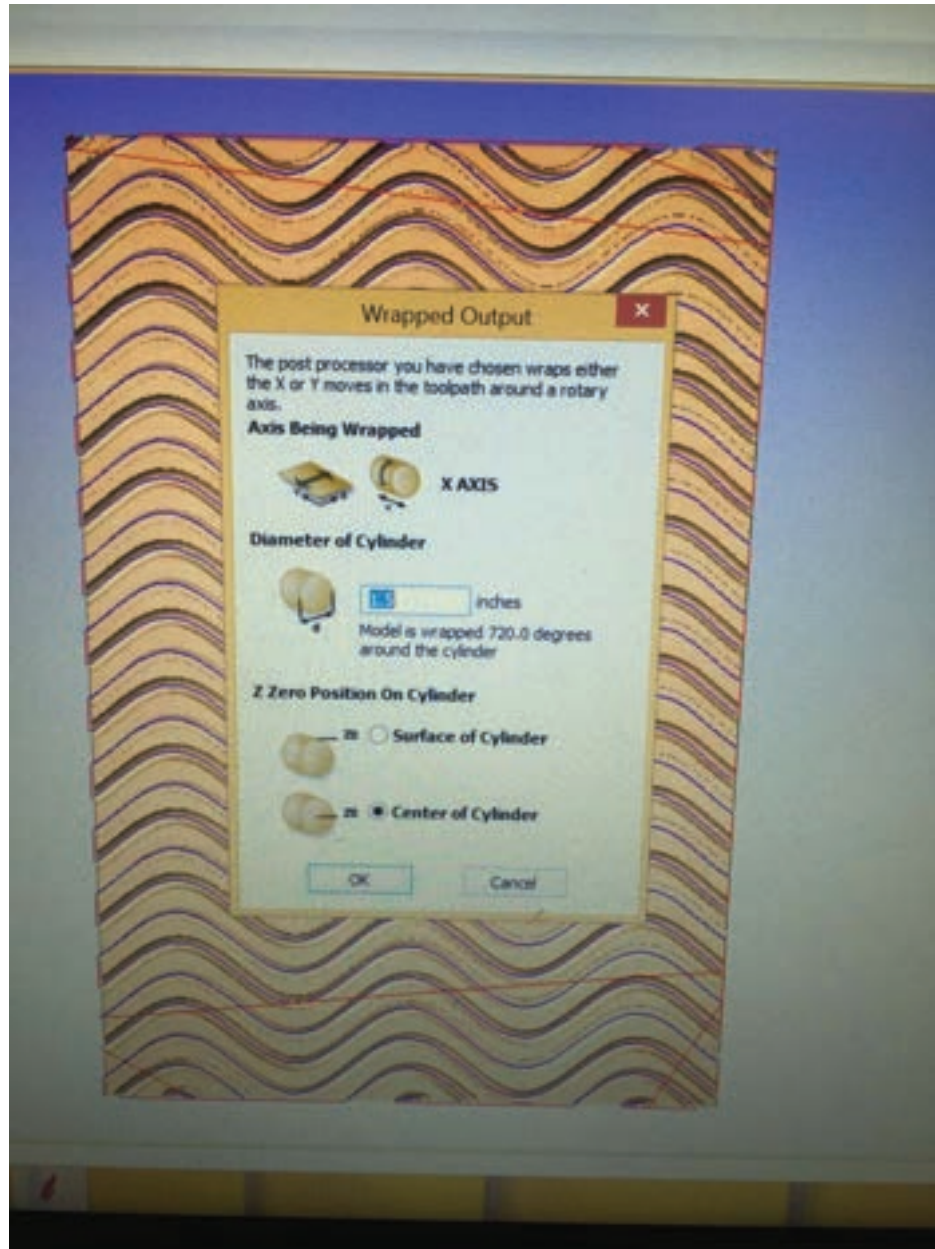 Wrapped Output
x
The post processor you have chosen wraps either
the X or Y moves in the toolpath around a rotary
axis.
Axis Being Wrapped
X AXIS
Diameter of Cylinder
1.5 inches
Model is wrapped 720.0 degrees
around the cylinder
Z Zero Position On Cylinder
Surface of Cylinder
Center of Cylinder
OK Cancel